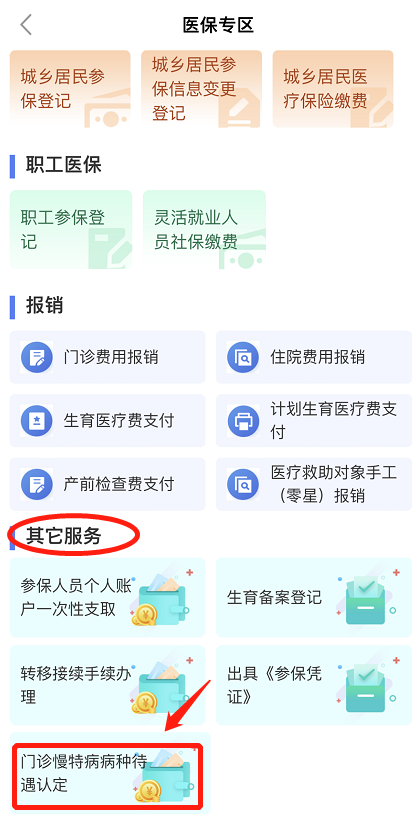 医保专区
城乡居民参
保登记
城乡居民参
保信息变更
登记
城乡居民医
疗保险缴费
职工医保
职工参保登
记
灵活就业人
员社保缴费
报销
门诊费用报销
住院费用报销
生育医疗费支付
计划生育医疗费支
付
产前检查费支付
医疗救助对象手工
（零星）报销
其它服务
参保人员个人账
户一次性支取
生育备案登记
转移接续手续办
理
出具《参保凭
证》
门诊慢特病病种待
遇认定